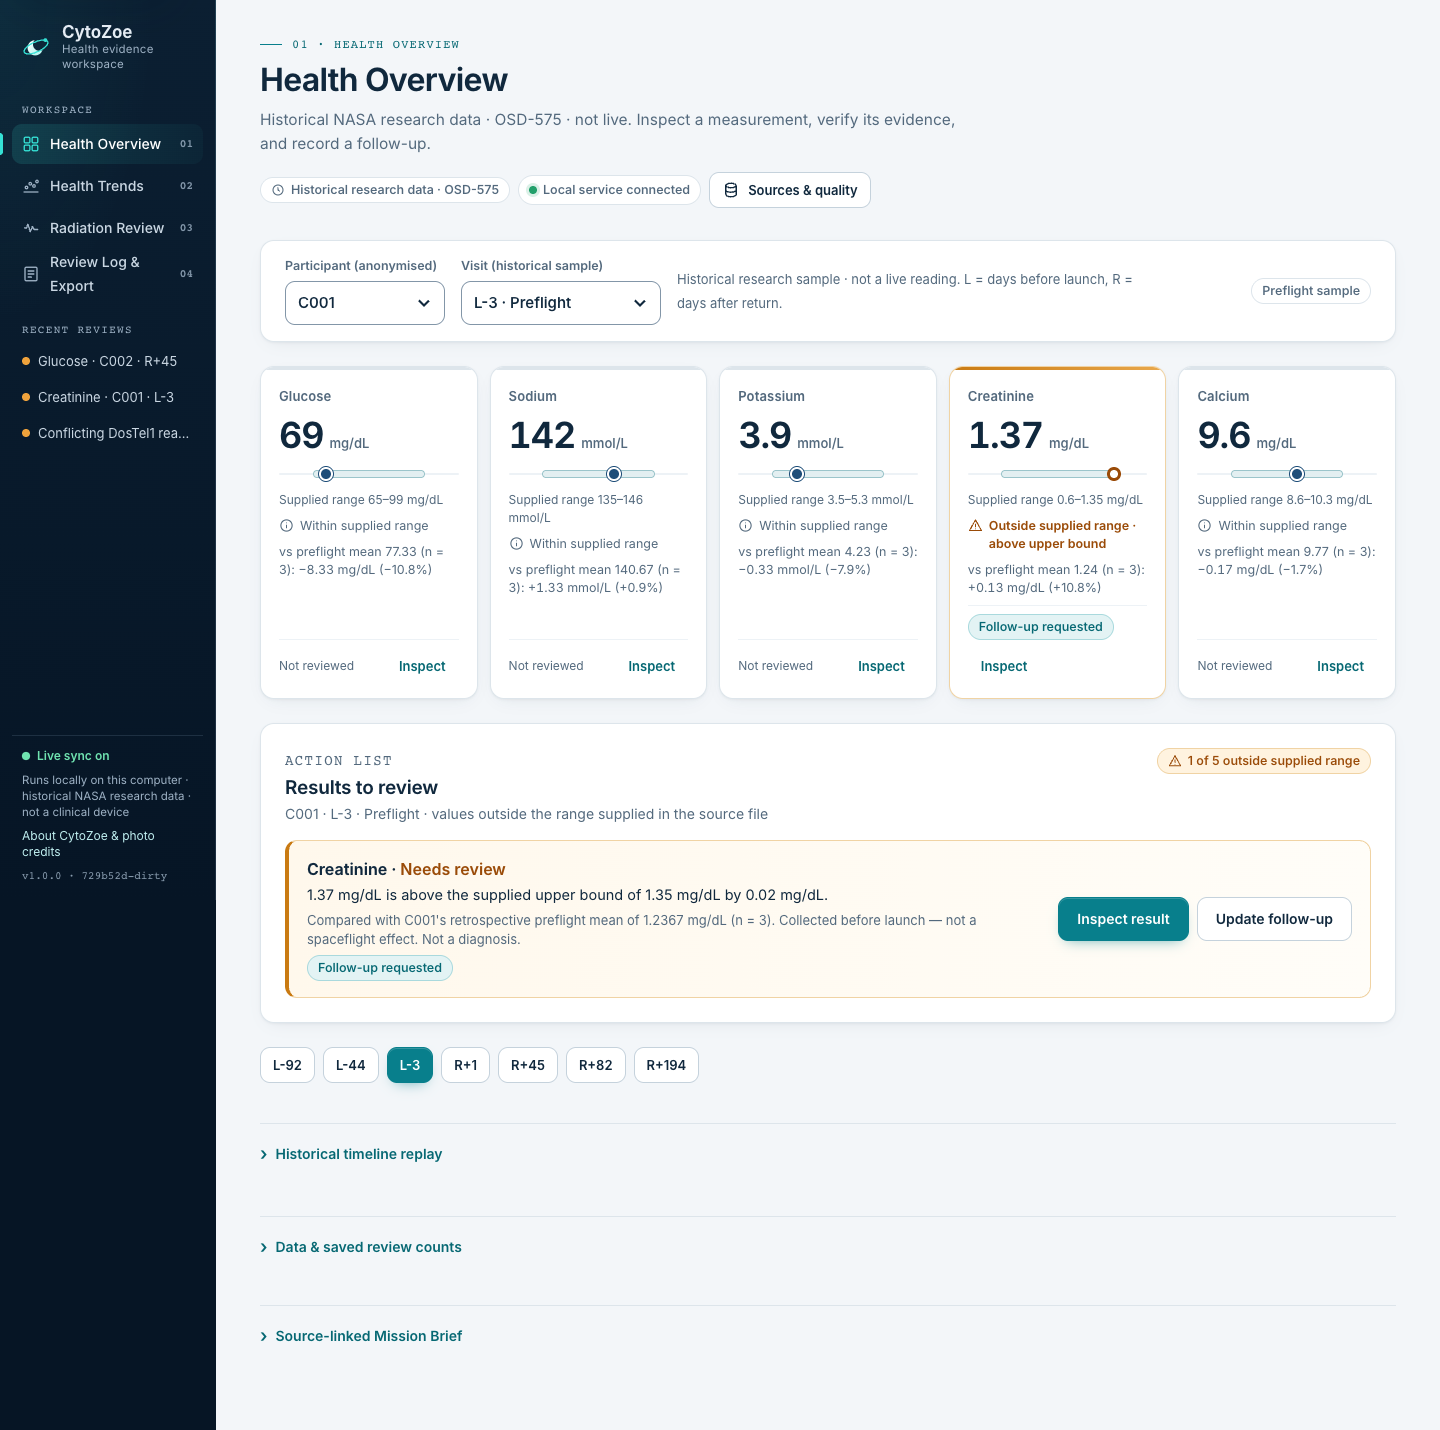 CytoZoe
Health evidence
workspace
WORKSPACE
Health Overview 01
Health Trends 02
Radiation Review 03
Review Log &
Export 04
RECENT REVIEWS
Glucose · C002 · R+45
Creatinine · C001 · L-3
Conflicting DosTel1 rea...
Live sync on
Runs locally on this computer ·
historical NASA research data ·
not a clinical device
About CytoZoe & photo
credits
v1.0.0 · 729b52d-dirty
01 · HEALTH OVERVIEW
Health Overview
Historical NASA research data · OSD-575 · not live. Inspect a measurement, verify its evidence,
and record a follow-up.
Historical research data · OSD-575
Local service connected
Sources & quality
Participant (anonymised)
C001
Visit (historical sample)
L-3 · Preflight
Historical research sample · not a live reading. L = days before launch, R =
days after return.
Preflight sample
Glucose
69 mg/dL
Supplied range 65–99 mg/dL
Within supplied range
vs preflight mean 77.33 (n =
3): −8.33 mg/dL (−10.8%)
Not reviewed
Inspect
Sodium
142 mmol/L
Supplied range 135–146
mmol/L
Within supplied range
vs preflight mean 140.67 (n =
3): +1.33 mmol/L (+0.9%)
Not reviewed
Inspect
Potassium
3.9 mmol/L
Supplied range 3.5–5.3 mmol/L
Within supplied range
vs preflight mean 4.23 (n = 3):
−0.33 mmol/L (−7.9%)
Not reviewed
Inspect
Creatinine
1.37 mg/dL
Supplied range 0.6–1.35 mg/dL
Outside supplied range ·
above upper bound
vs preflight mean 1.24 (n = 3):
+0.13 mg/dL (+10.8%)
Follow-up requested
Inspect
Calcium
9.6 mg/dL
Supplied range 8.6–10.3 mg/dL
Within supplied range
vs preflight mean 9.77 (n = 3):
−0.17 mg/dL (−1.7%)
Not reviewed
Inspect
ACTION LIST
Results to review
C001 · L-3 · Preflight · values outside the range supplied in the source file
1 of 5 outside supplied range
Creatinine · Needs review
1.37 mg/dL is above the supplied upper bound of 1.35 mg/dL by 0.02 mg/dL.
Compared with C001's retrospective preflight mean of 1.2367 mg/dL (n = 3). Collected before launch — not a
spaceflight effect. Not a diagnosis.
Follow-up requested
Inspect result
Update follow-up
L-92
L-44
L-3
R+1
R+45
R+82
R+194
Historical timeline replay
Data & saved review counts
Source-linked Mission Brief